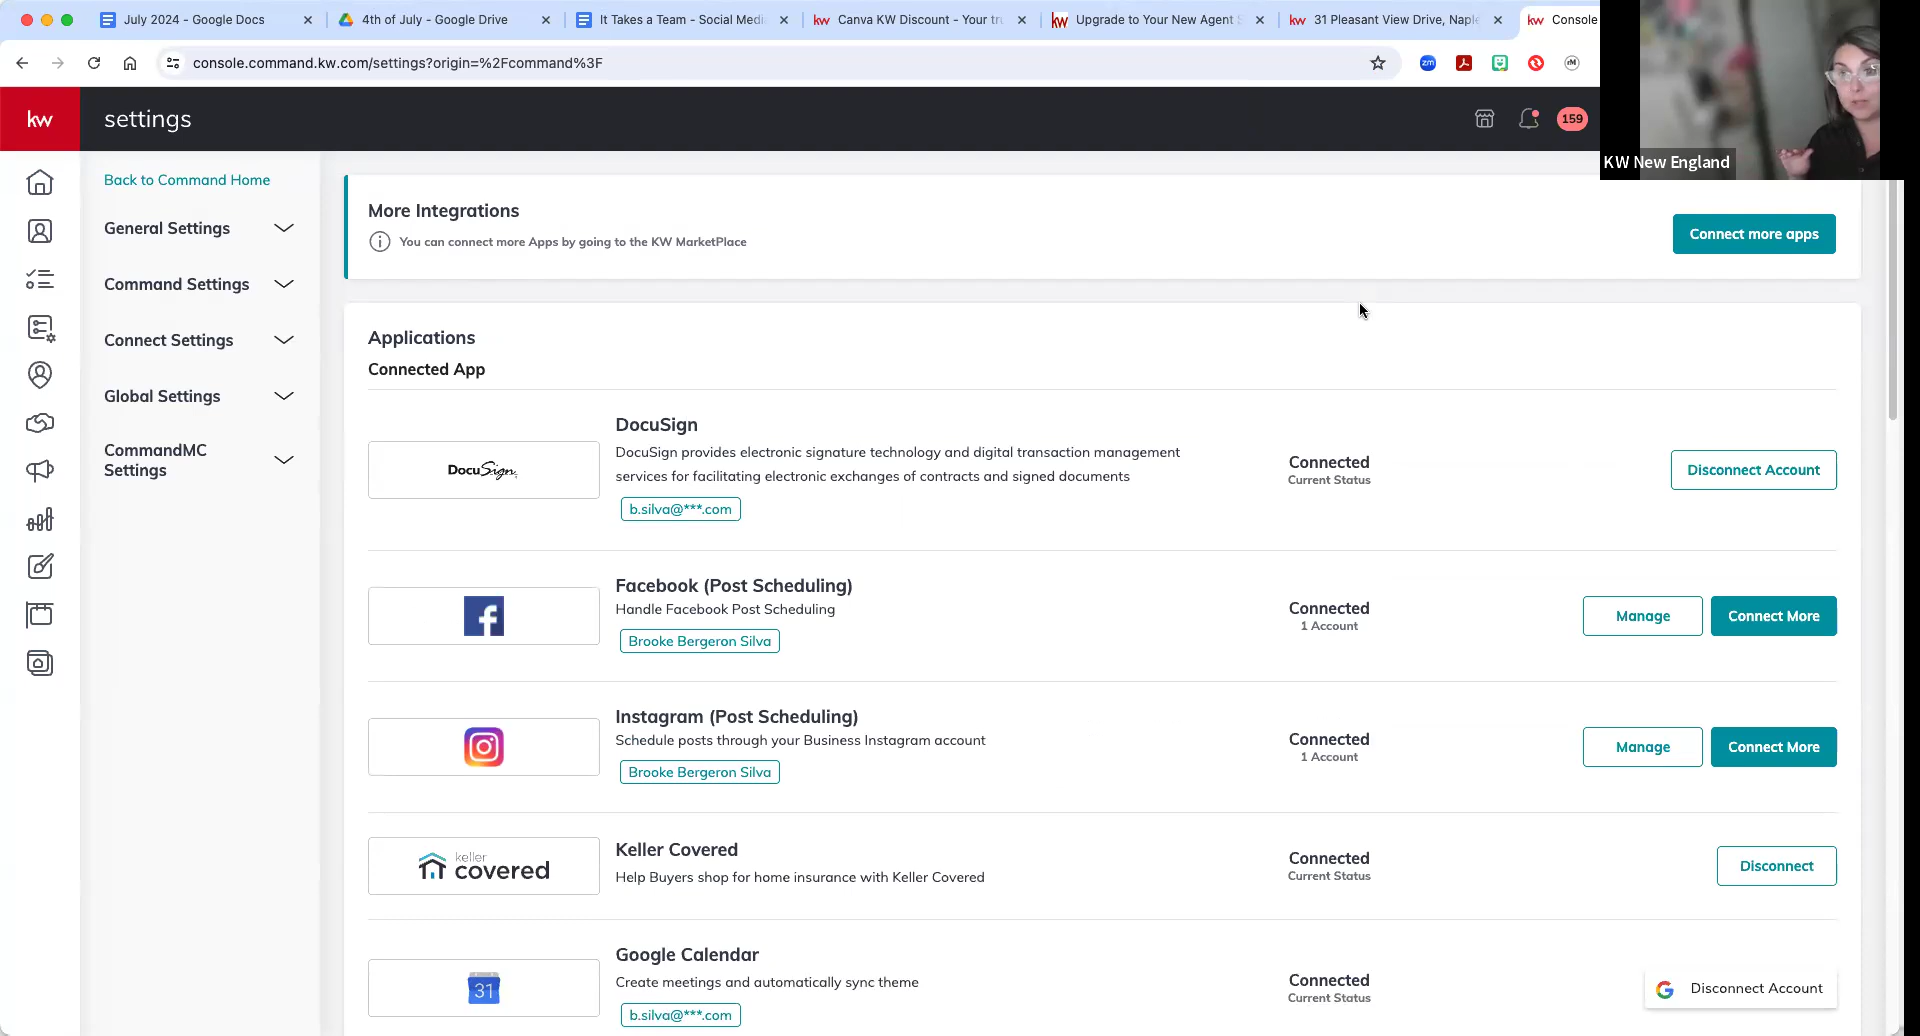 July 2024 - Google Docs
4th of July - Google Drive
It Takes a Team - Social Medi
Canva KW Discount - Your tr
Upgrade to Your New Agent S
31 Pleasant View Drive, Naple
Console
console.command.kw.com/settings?origin=%2Fcommand%3F
zm
rM
kw
settings
159
KW New England
Back to Command Home
General Settings
Command Settings
Connect Settings
Global Settings
CommandMC
Settings
More Integrations
You can connect more Apps by going to the KW MarketPlace
Connect more apps
Applications
Connected App
DocuSign
DocuSign
DocuSign provides electronic signature technology and digital transaction management
services for facilitating electronic exchanges of contracts and signed documents
b.silva@***.com
Connected
Current Status
Disconnect Account
Facebook (Post Scheduling)
Handle Facebook Post Scheduling
Brooke Bergeron Silva
Connected
1 Account
Manage
Connect More
Instagram (Post Scheduling)
Schedule posts through your Business Instagram account
Brooke Bergeron Silva
Connected
1 Account
Manage
Connect More
keller
covered
Keller Covered
Help Buyers shop for home insurance with Keller Covered
Connected
Current Status
Disconnect
31
Google Calendar
Create meetings and automatically sync theme
b.silva@***.com
Connected
Current Status
Disconnect Account